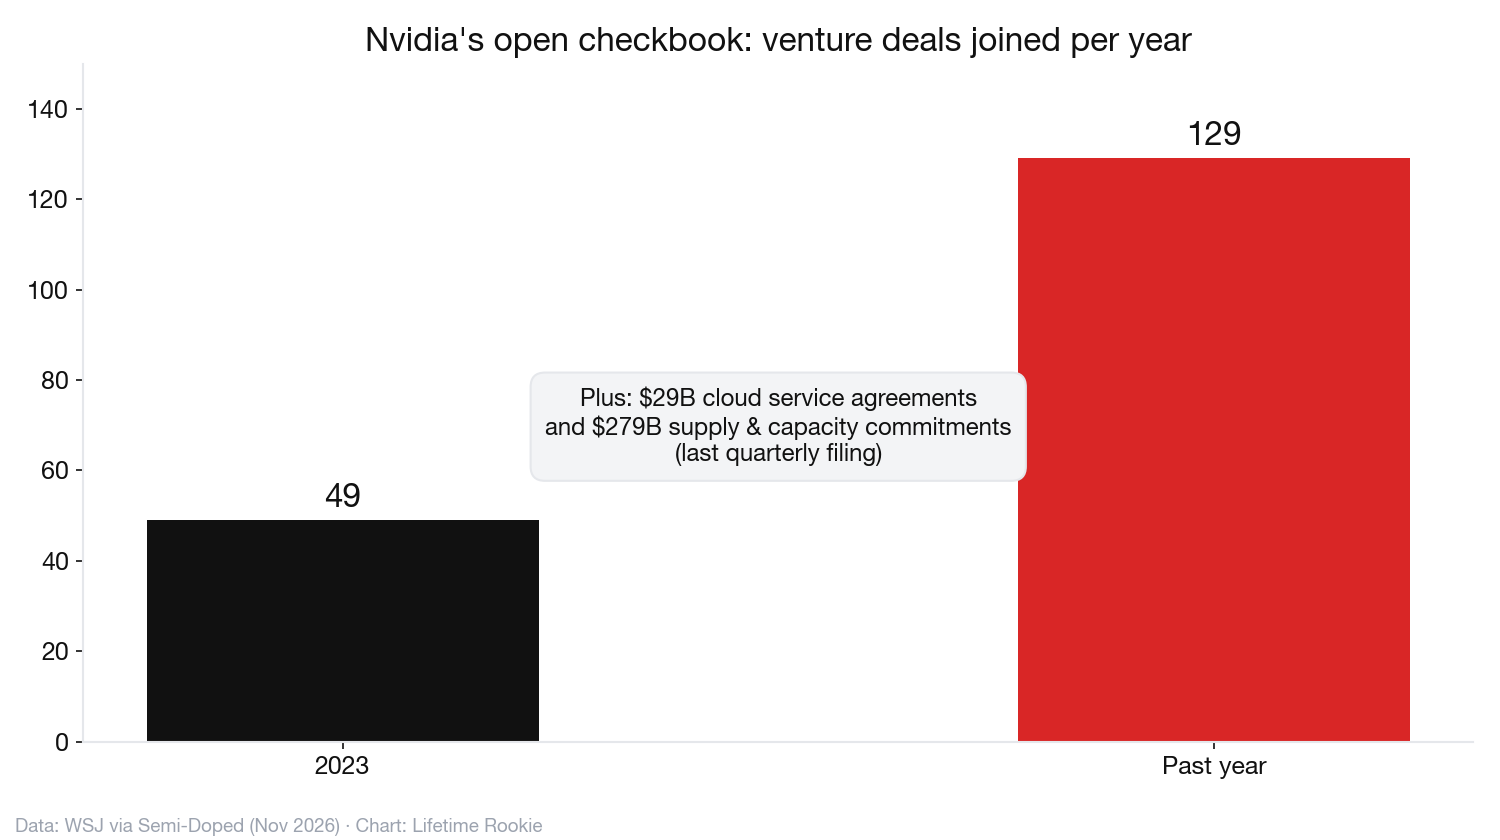 Nvidia's open checkbook: venture deals joined per year
140
120
100
80
60
40
20
0
129
49
Plus: $29B cloud service agreements
and $279B supply & capacity commitments
(last quarterly filing)
2023
Past year
Data: WSJ via Semi-Doped (Nov 2026) · Chart: Lifetime Rookie